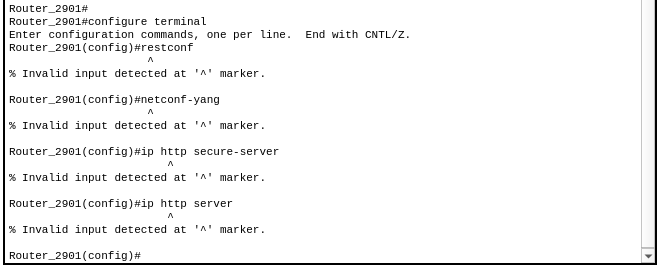 Router_2901#
Router_2901#configure terminal
Enter configuration commands, one per line.  End with CNTL/Z.
Router_2901(config)#restconf
                     ^
% Invalid input detected at '^' marker.

Router_2901(config)#netconf-yang
                     ^
% Invalid input detected at '^' marker.

Router_2901(config)#ip http secure-server
                        ^
% Invalid input detected at '^' marker.

Router_2901(config)#ip http server
                        ^
% Invalid input detected at '^' marker.

Router_2901(config)#